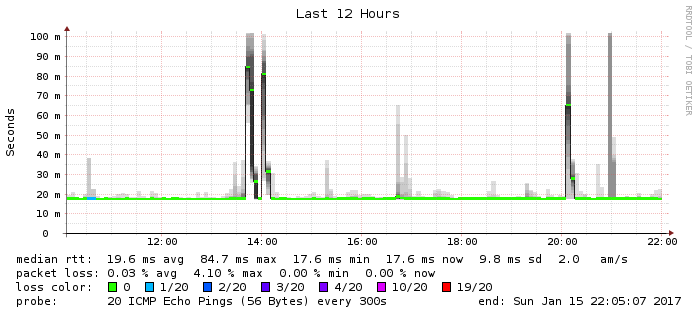 Last 12 Hours
RRDTOOL / TOBI OETIKER
Seconds
100 m
90 m
80 m
70 m
60 m
50 m
40 m
30 m
20 m
10 m
0
12:00 14:00 16:00 18:00 20:00 22:00
median rtt: 19.6 ms avg 84.7 ms max 17.6 ms min 17.6 ms now 9.8 ms sd 2.0 am/s
packet loss: 0.03 % avg 4.10 % max 0.00 % min 0.00 % now
loss color: 0 1/20 2/20 3/20 4/20 10/20 19/20
probe: 20 ICMP Echo Pings (56 Bytes) every 300s end: Sun Jan 15 22:05:07 2017